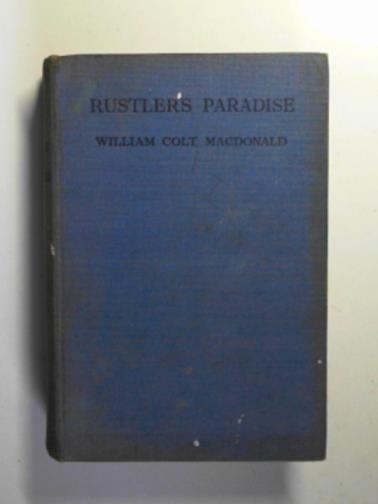 RUSTLER'S PARADISE
WILLIAM COLT MACDONALD